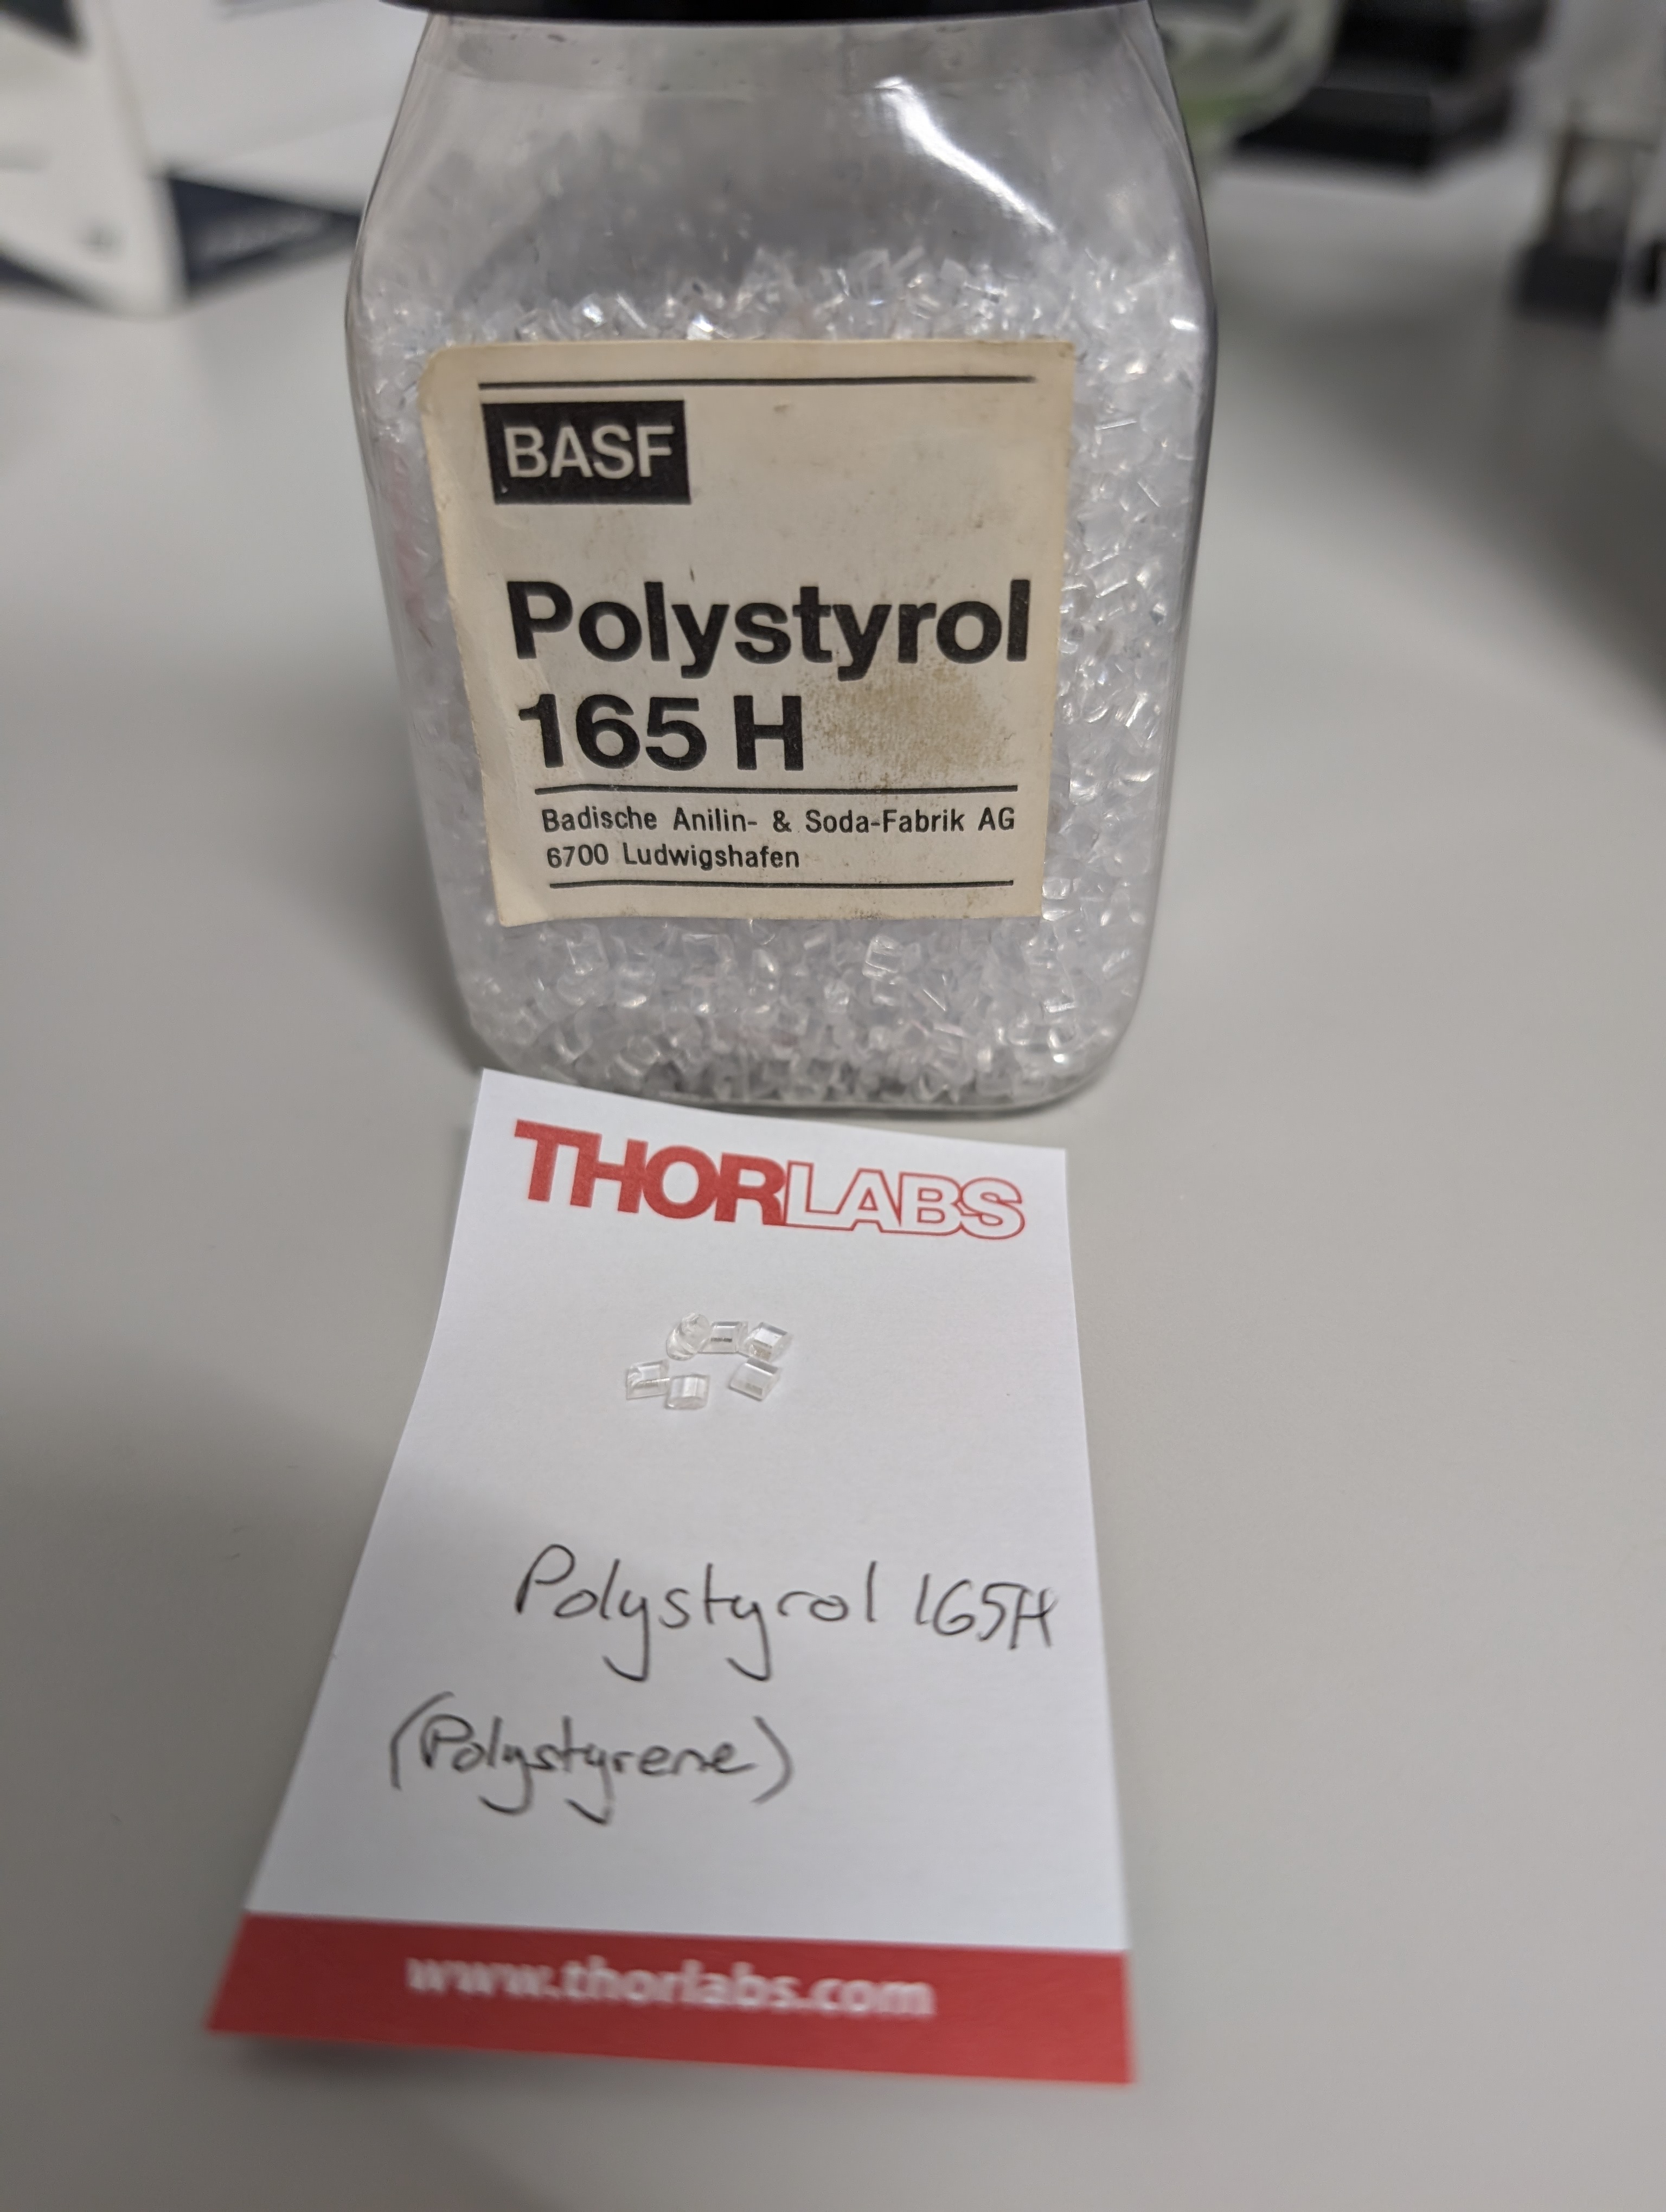 BASF
Polystyrol
165 H
Badische Anilin- & Soda-Fabrik AG
6700 Ludwigshafen
THORLABS
Polystyrol 165H
(Polystyrene)
www.thorlabs.com